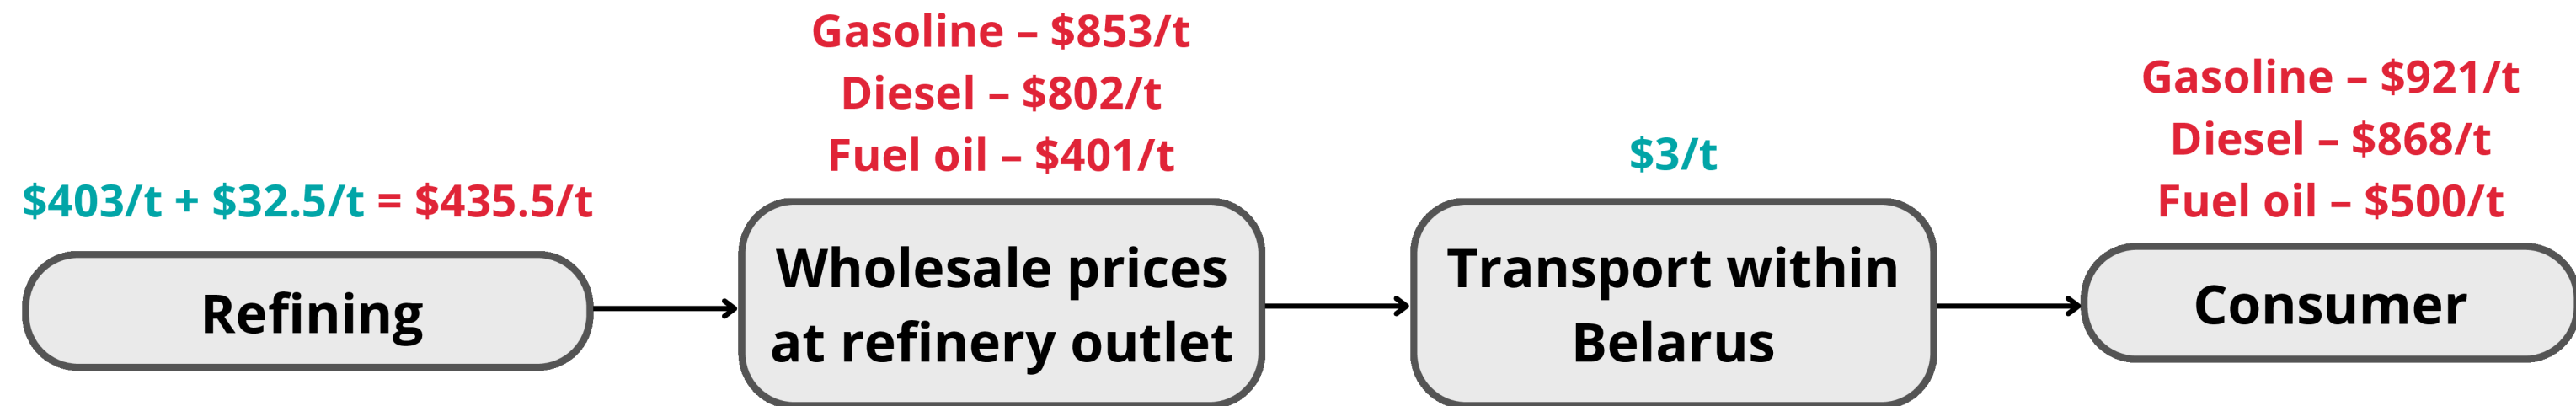 $403/t + $32.5/t = $435.5/t
Refining
Gasoline – $853/t
Diesel – $802/t
Fuel oil – $401/t
Wholesale prices
at refinery outlet
$3/t
Transport within
Belarus
Gasoline – $921/t
Diesel – $868/t
Fuel oil – $500/t
Consumer